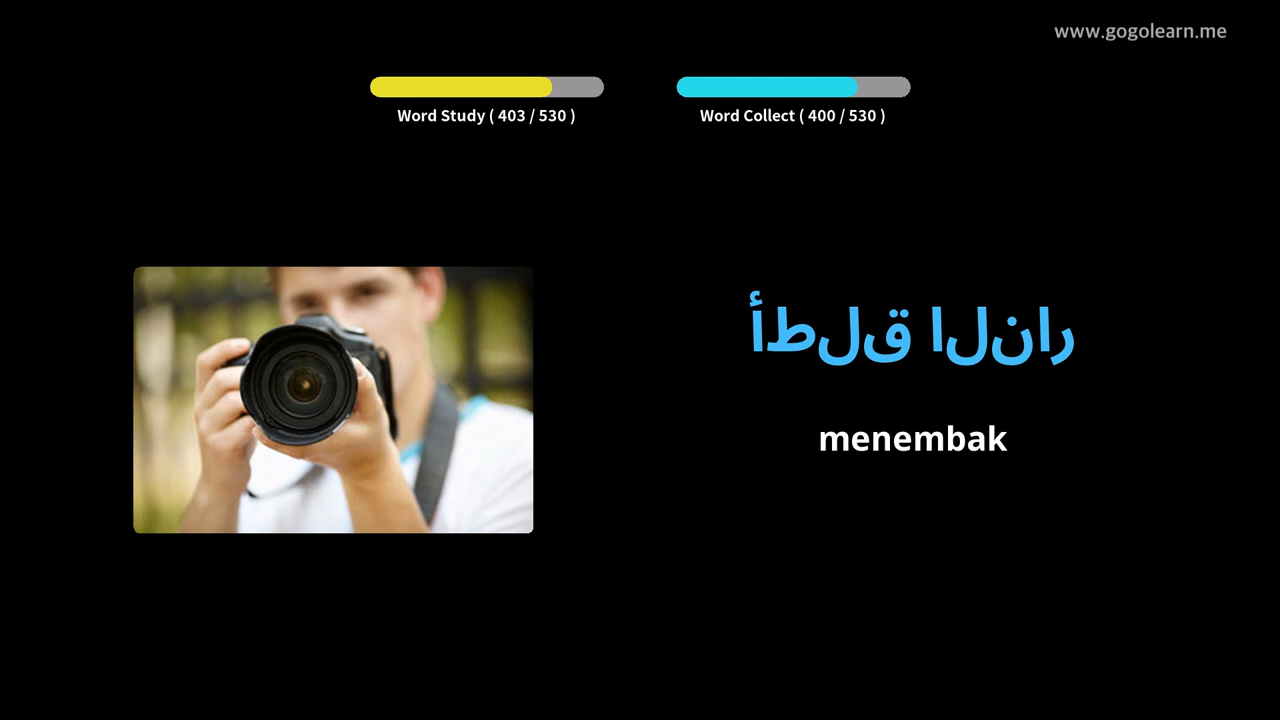 www.gogolearn.me
Word Study ( 403 / 530 )
Word Collect ( 400 / 530 )
أطلق النار
menembak